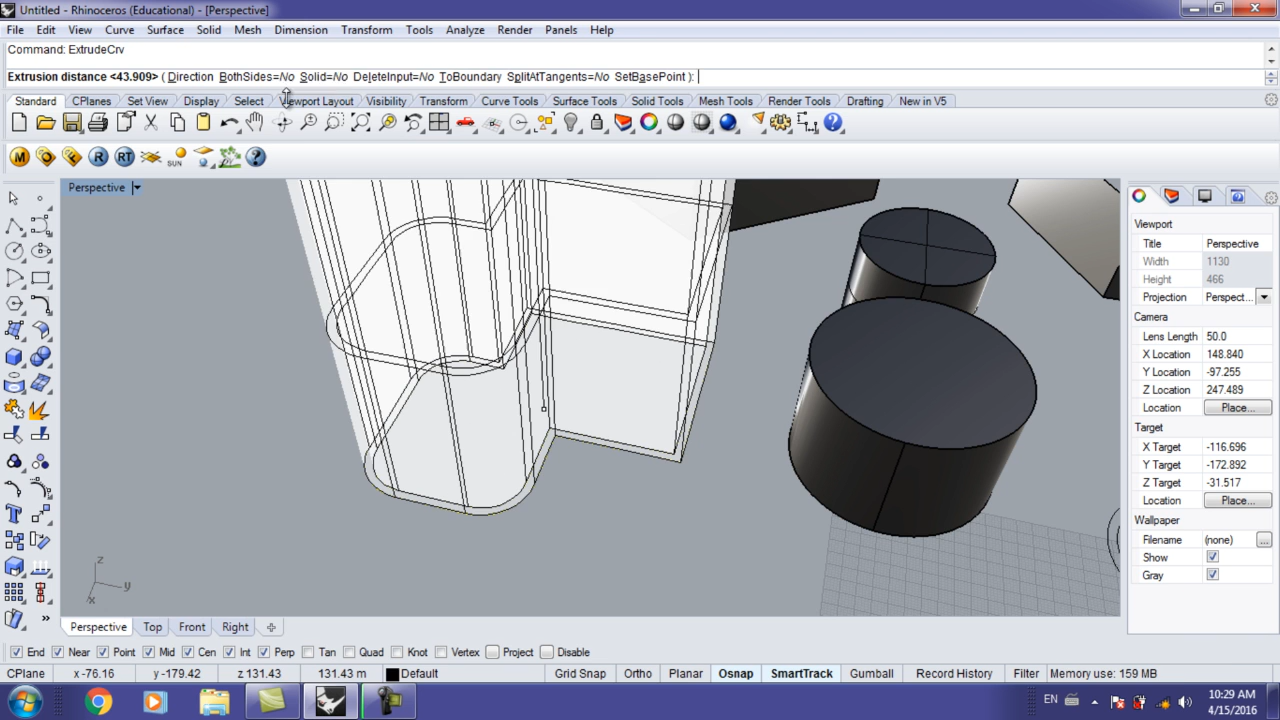 Untitled - Rhinoceros (Educational) - [Perspective]
File Edit View Curve Surface Solid Mesh Dimension Transform Tools Analyze Render Panels Help
Command: ExtrudeCrv
Extrusion distance <43.909> ( Direction BothSides=No Solid=No DeleteInput=No ToBoundary SplitAtTangents=No SetBasePoint ):
Standard CPlanes Set View Display Select Viewport Layout Visibility Transform Curve Tools Surface Tools Solid Tools Mesh Tools Render Tools Drafting New in V5
M R RT SUN
Perspective
Viewport
Title Perspective
Width 1130
Height 466
Projection Perspect...
Camera
Lens Length 50.0
X Location 148.840
Y Location -97.255
Z Location 247.489
Location Place...
Target
X Target -116.696
Y Target -172.892
Z Target -31.517
Location Place...
Wallpaper
Filename (none) ...
Show
Gray
z
y
x
Perspective Top Front Right
End Near Point Mid Cen Int Perp Tan Quad Knot Vertex Project Disable
CPlane x -76.16 y -179.42 z 131.43 131.43 m Default Grid Snap Ortho Planar Osnap SmartTrack Gumball Record History Filter Memory use: 159 MB
EN 10:29 AM
4/15/2016